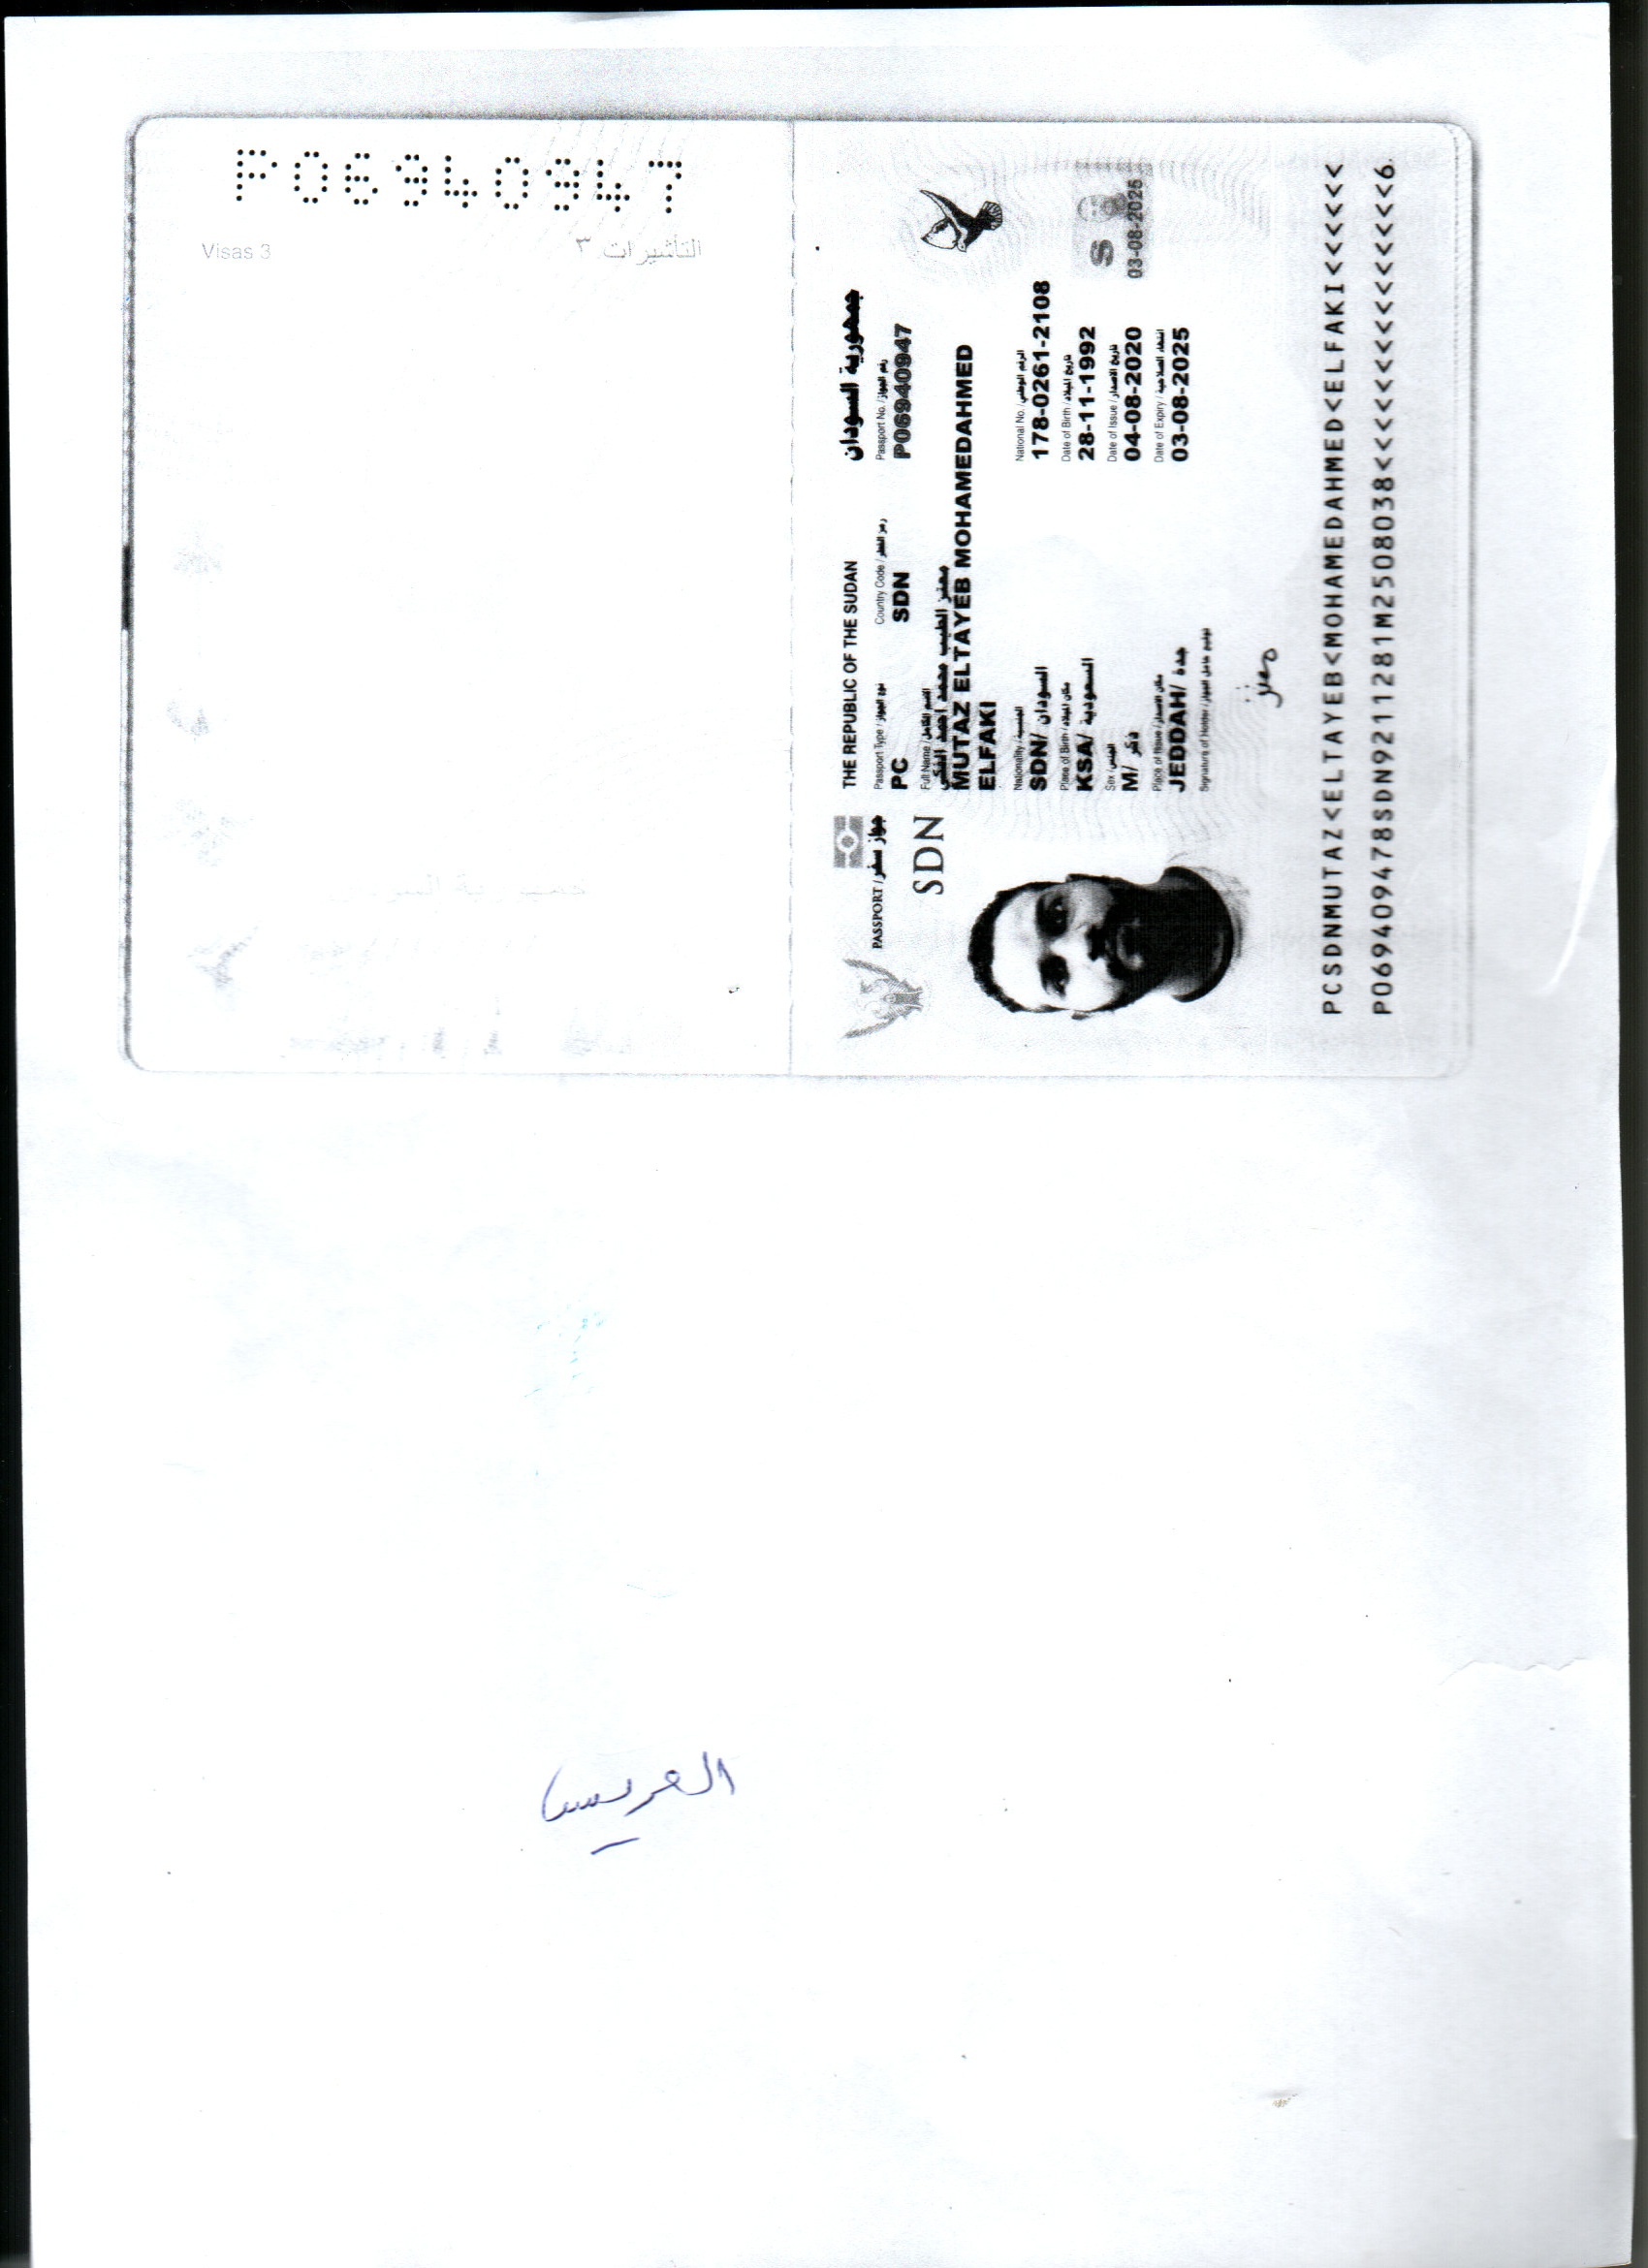 P06940947
Visas 3
التأشيرات ٣
PASSPORT / جواز سفر
SDN
THE REPUBLIC OF THE SUDAN جمهورية السودان
Passport Type / نوع الجواز Country Code / رمز القطر Passport No. / رقم الجواز
PC SDN P06940947
Full Name / الاسم الكامل
معتز الطيب محمد احمد الفكي
MUTAZ ELTAYEB MOHAMEDAHMED
ELFAKI
Nationality / الجنسية National No. / الرقم الوطني
SDN/ السودان 178-0261-2108
Place of Birth / مكان الميلاد Date of Birth / تاريخ الميلاد
KSA/ السعودية 28-11-1992
Sex / الجنس Date of Issue / تاريخ الاصدار
M/ ذكر 04-08-2020
Place of Issue / مكان الاصدار Date of Expiry / انتهاء الصلاحية
JEDDAH/ جدة 03-08-2025
Signature of Holder / توقيع حامل الجواز
معتز
S
03-08-2025
PCSDNMUTAZ<ELTAYEB<MOHAMEDAHMED<ELFAKI<<<<<<
P069409478SDN9211281M2508038<<<<<<<<<<<<<<<6
العريس